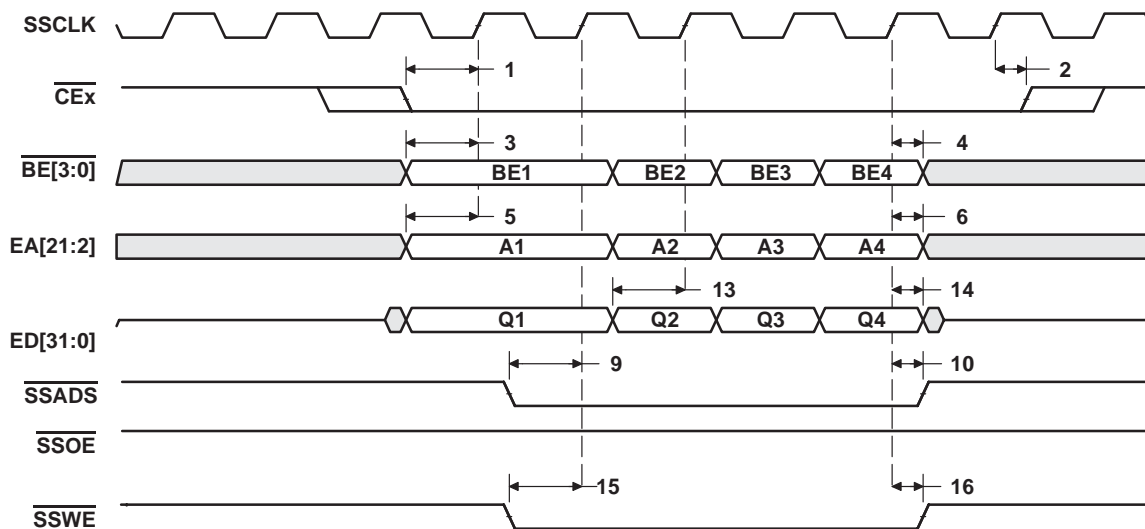 SSCLK
1 2
CEx
3 4
BE[3:0] BE1 BE2 BE3 BE4
5 6
EA[21:2] A1 A2 A3 A4
13 14
ED[31:0] Q1 Q2 Q3 Q4
9 10
SSADS
SSOE
15 16
SSWE